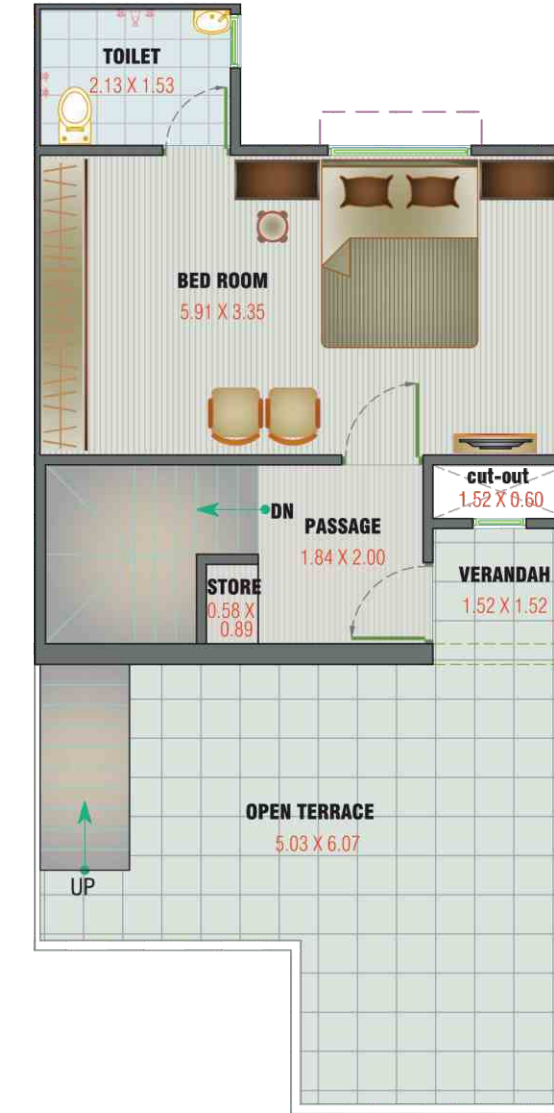 TOILET
2.13 X 1.53
BED ROOM
5.91 X 3.35
DN
PASSAGE
1.84 X 2.00
cut-out
1.52 X 0.60
STORE
0.58 X
0.89
VERANDAH
1.52 X 1.52
OPEN TERRACE
5.03 X 6.07
UP